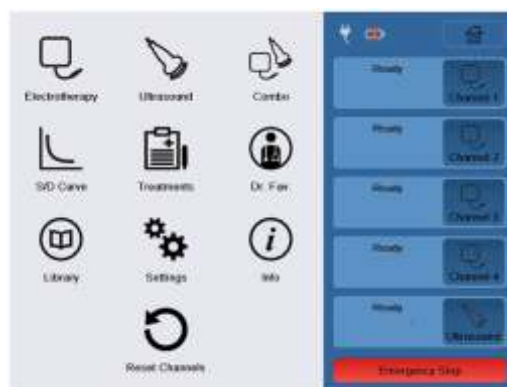 Electrotherapy Ultrasound Combo
S/D Curve Treatments Dr. Fav
Library Settings Info
Reset Channels
Ready
Channel 1
Ready
Channel 2
Ready
Channel 3
Ready
Channel 4
Ready
Ultrasound
Emergency Stop